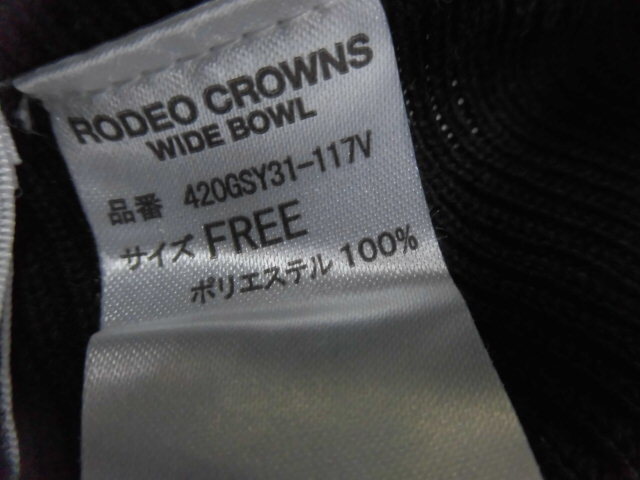 RODEO CROWNS
WIDE BOWL
品番 420GSY31-117V
サイズ FREE
ポリエステル 100%